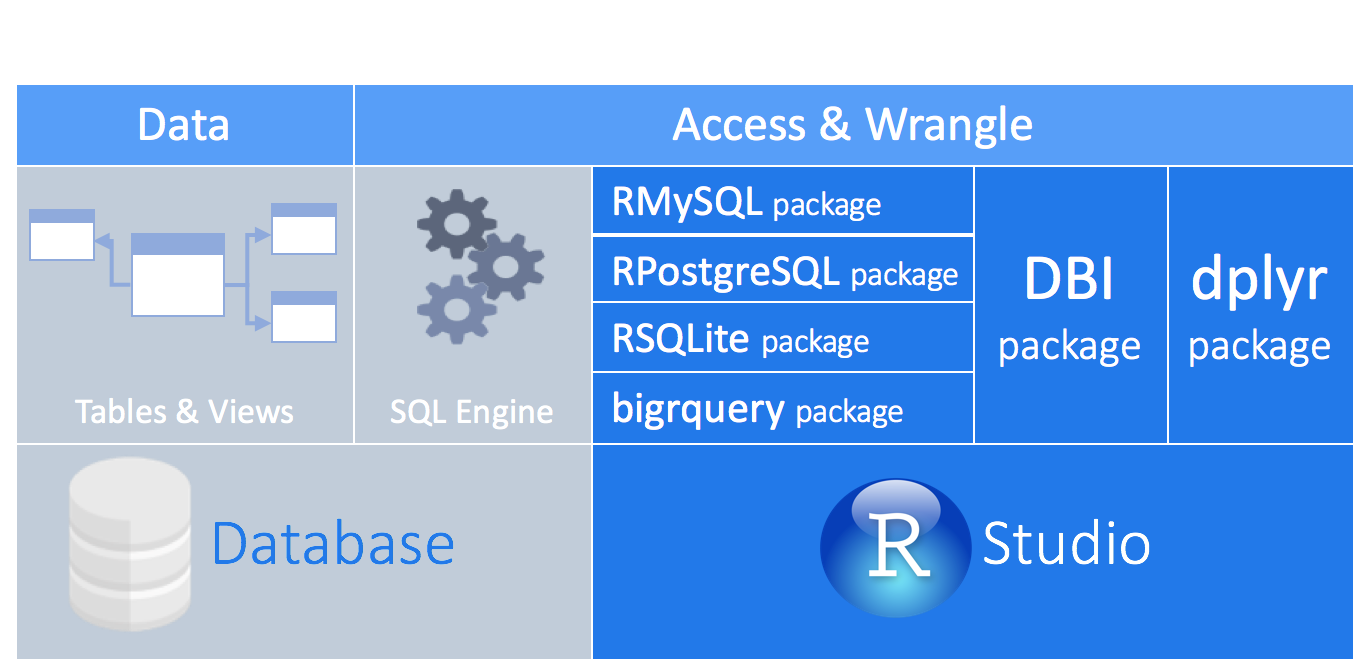 Data
Access & Wrangle
Tables & Views
SQL Engine
RMySQL package
RPostgreSQL package
RSQLite package
bigrquery package
DBI
package
dplyr
package
Database
R Studio